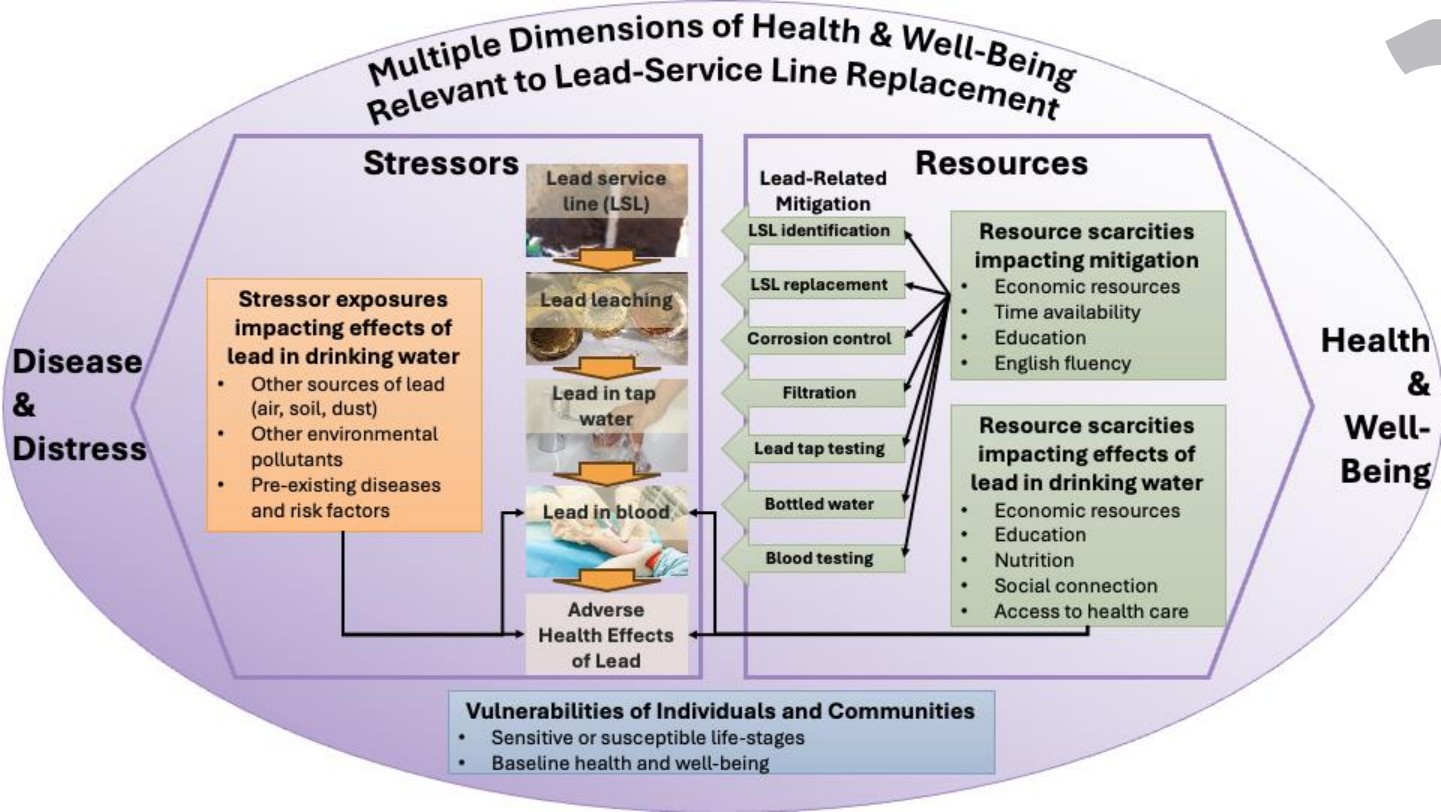 Multiple Dimensions of Health & Well-Being
Relevant to Lead-Service Line Replacement
Disease
&
Distress
Stressors
Stressor exposures
impacting effects of
lead in drinking water
• Other sources of lead
(air, soil, dust)
• Other environmental
pollutants
• Pre-existing diseases
and risk factors
Lead service
line (LSL)
Lead leaching
Lead in tap
water
Lead in blood
Adverse
Health Effects
of Lead
Resources
Lead-Related
Mitigation
LSL identification
LSL replacement
Corrosion control
Filtration
Lead tap testing
Bottled water
Blood testing
Resource scarcities
impacting mitigation
• Economic resources
• Time availability
• Education
• English fluency
Resource scarcities
impacting effects of
lead in drinking water
• Economic resources
• Education
• Nutrition
• Social connection
• Access to health care
Health
&
Well-
Being
Vulnerabilities of Individuals and Communities
• Sensitive or susceptible life-stages
• Baseline health and well-being